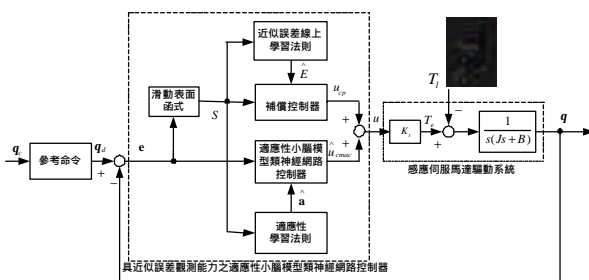 近似誤差線上
學習法則
Ê
T_l
滑動表面
函式
S
補償控制器
u_cp
q_c
參考命令
q_d
+
−
e
適應性小腦模
型類神經網路
控制器
û_cmac
+
+
u
K_t
T_e
+
−
1
s(Js + B)
q
感應伺服馬達驅動系統
â
適應性
學習法則
具近似誤差觀測能力之適應性小腦模型類神經網路控制器